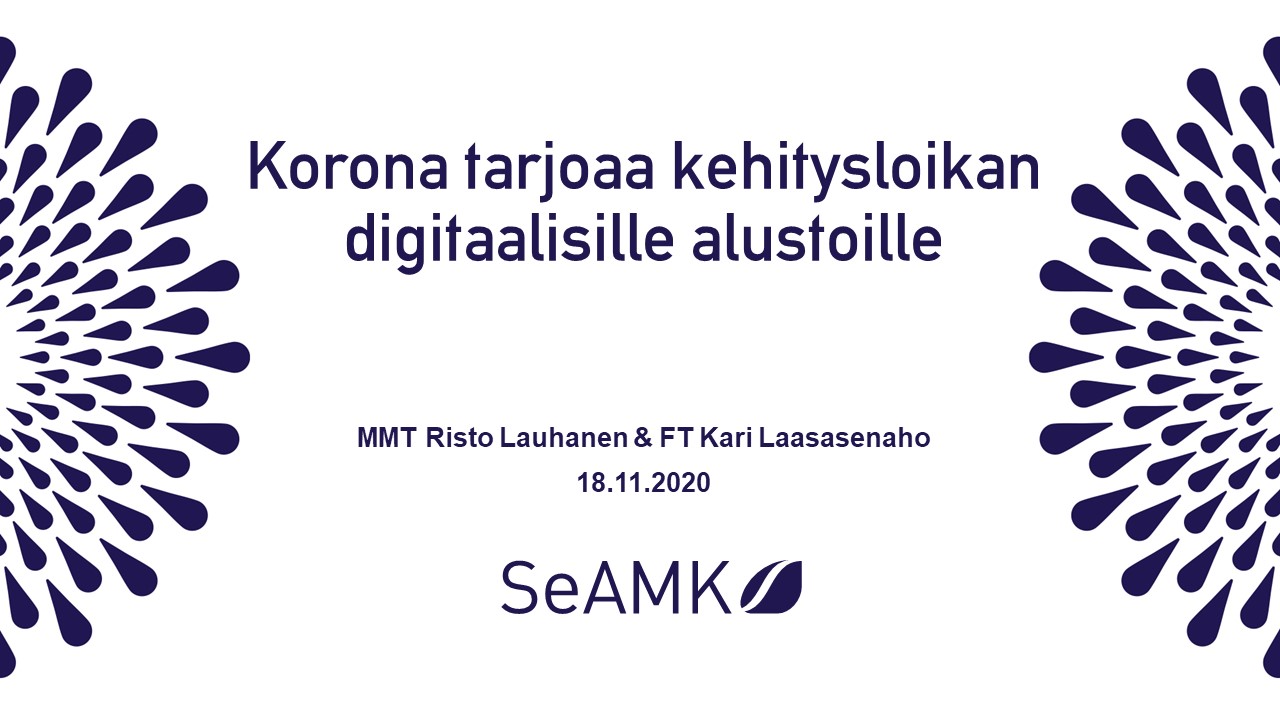 Korona tarjoaa kehitysloikan
digitaalisille alustoille
MMT Risto Lauhanen & FT Kari Laasasenaho
18.11.2020
SeAMK